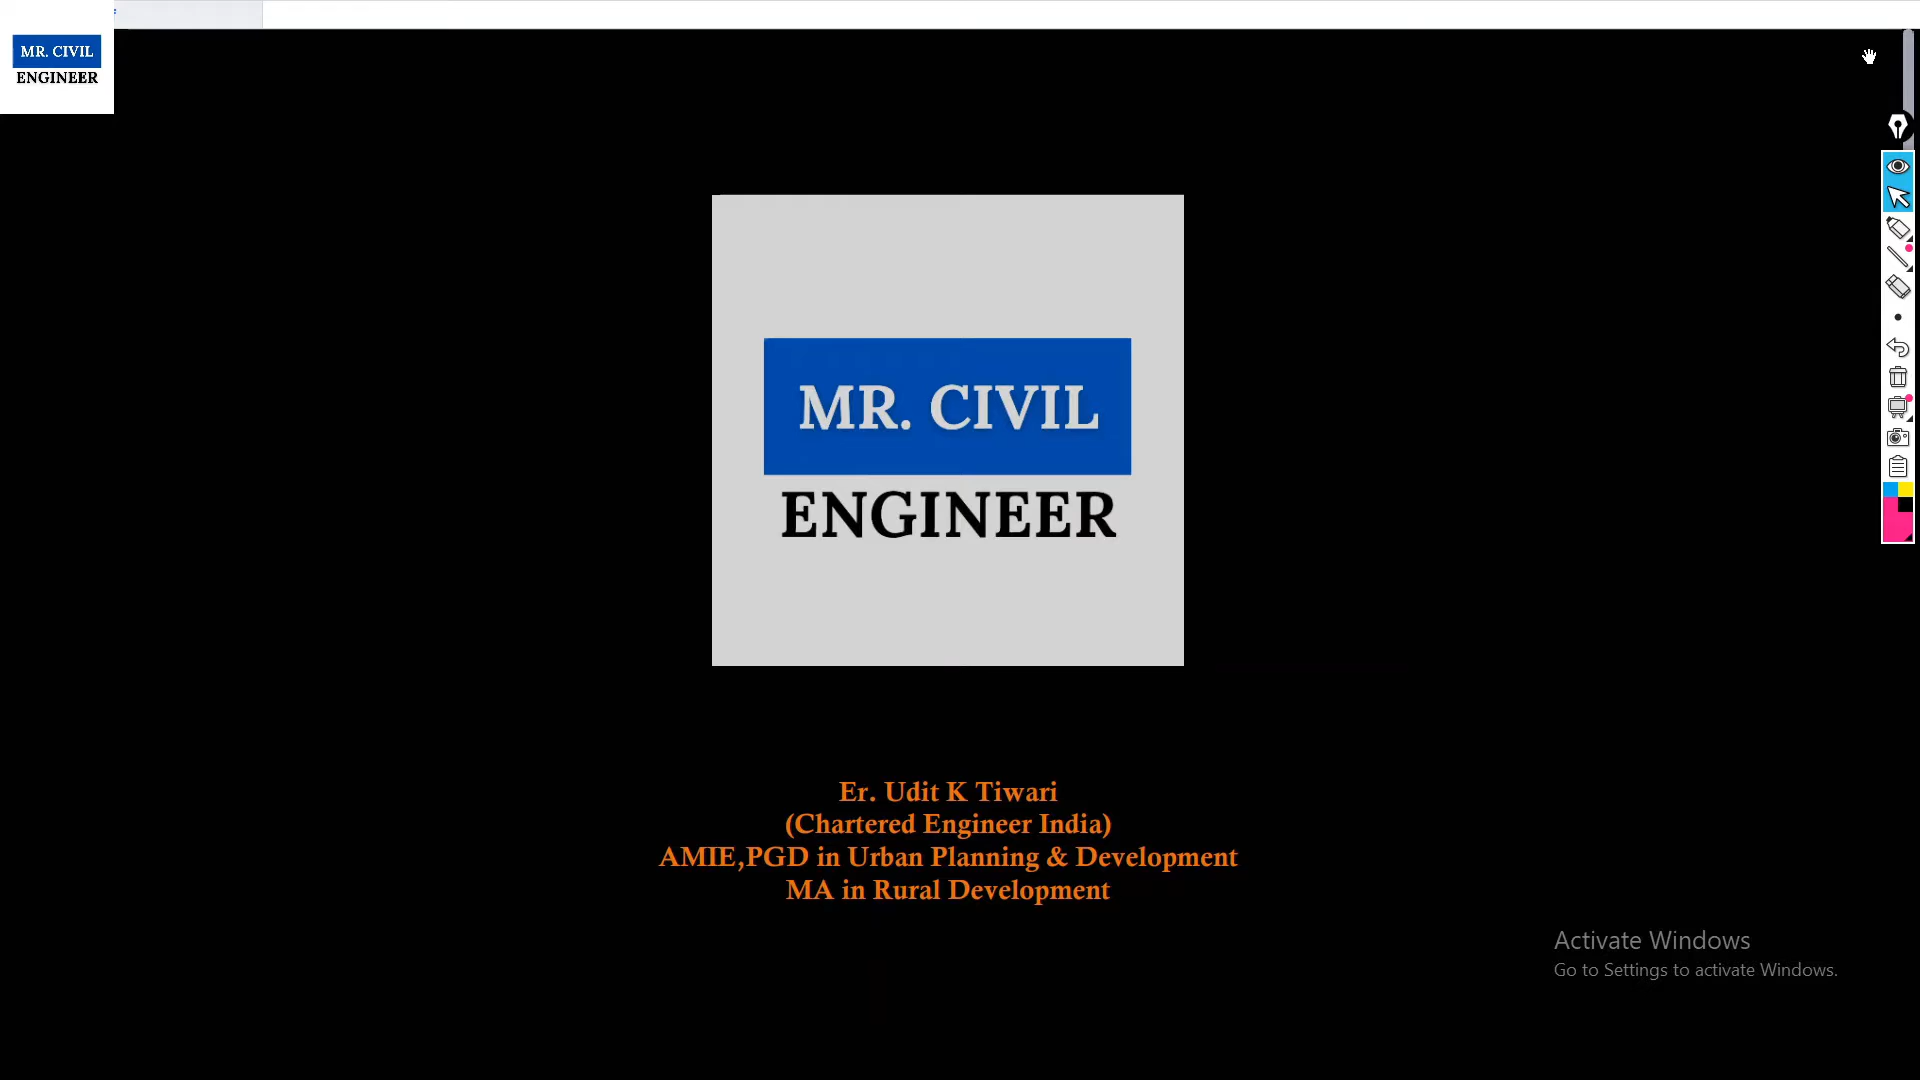 MR. CIVIL
ENGINEER
MR. CIVIL
ENGINEER
Er. Udit K Tiwari
(Chartered Engineer India)
AMIE,PGD in Urban Planning & Development
MA in Rural Development
Activate Windows
Go to Settings to activate Windows.